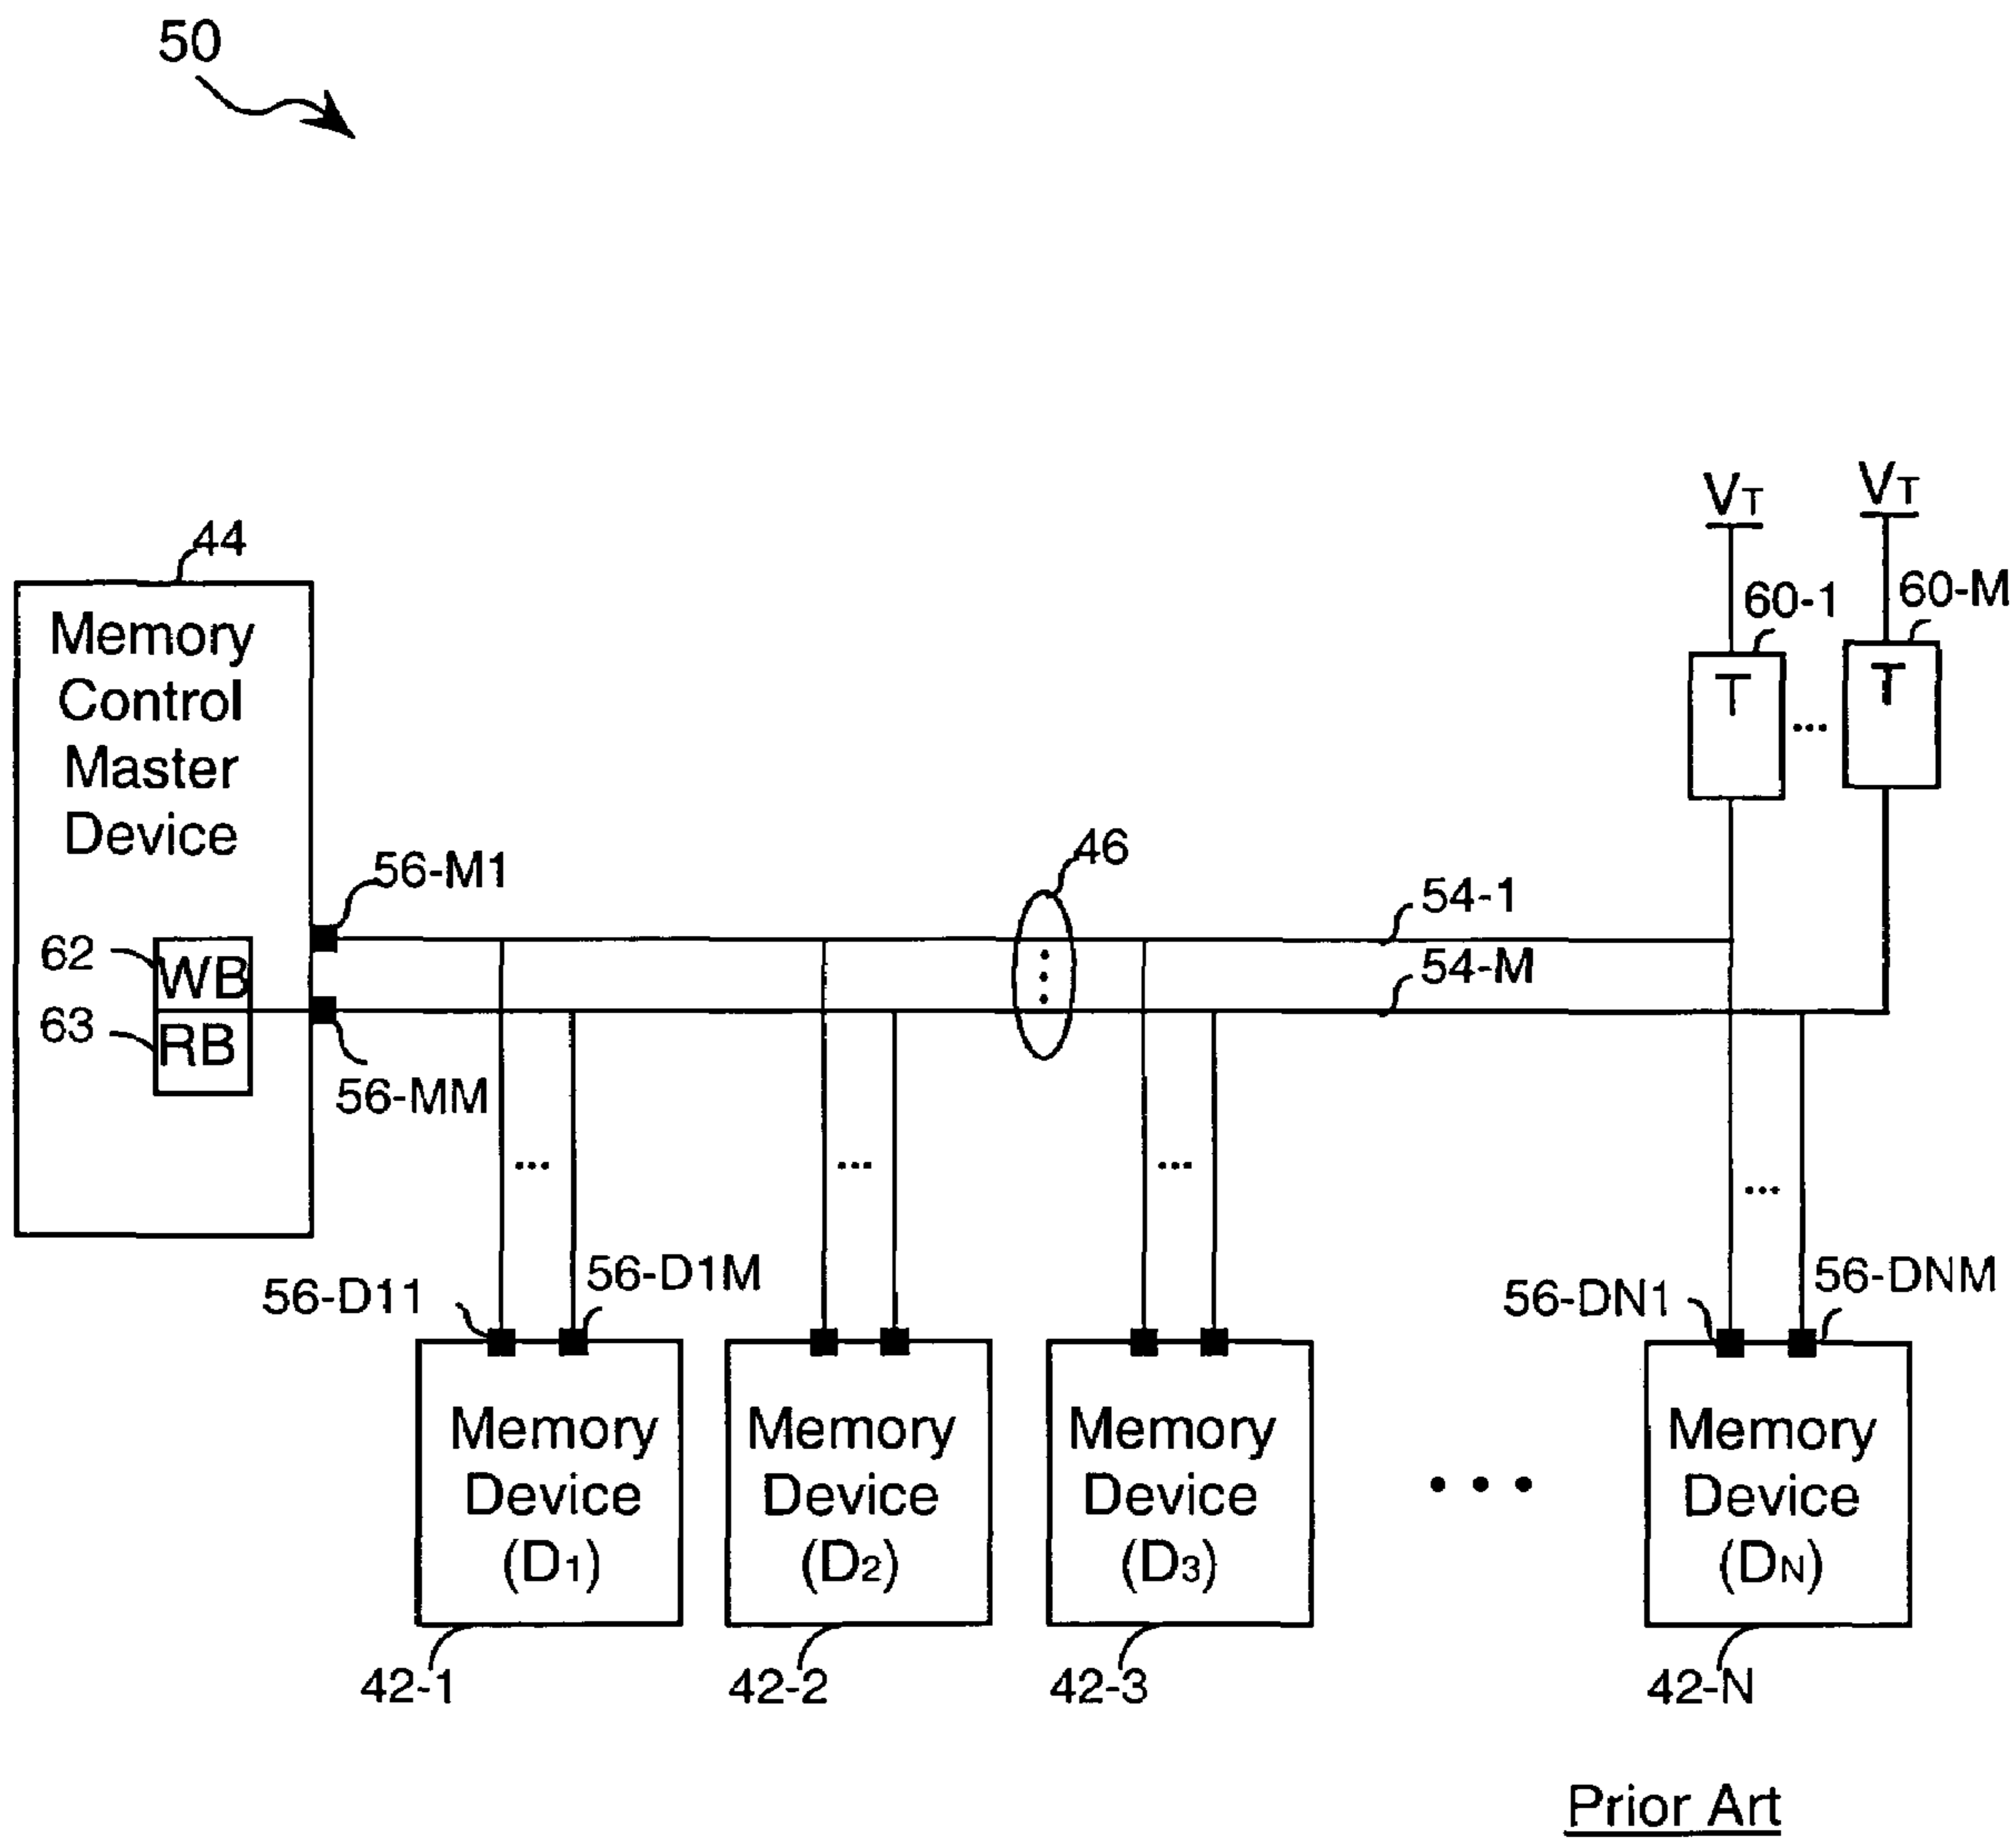 50
VT
VT
44
60-1
60-M
Memory
Control
Master
Device
T
T
...
56-M1
46
54-1
62
WB
54-M
63
RB
56-MM
...
...
...
...
56-D11
56-D1M
56-DN1
56-DNM
Memory
Device
(D1)
Memory
Device
(D2)
Memory
Device
(D3)
• • •
Memory
Device
(DN)
42-1
42-2
42-3
42-N
Prior Art